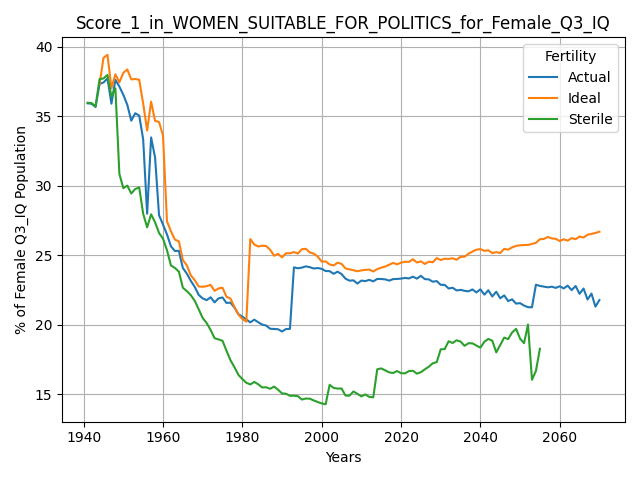 Score_1_in_WOMEN_SUITABLE_FOR_POLITICS_for_Female_Q3_IQ
Fertility
Actual
Ideal
Sterile
% of Female Q3_IQ Population
40
35
30
25
20
15
1940
1960
1980
2000
2020
2040
2060
Years